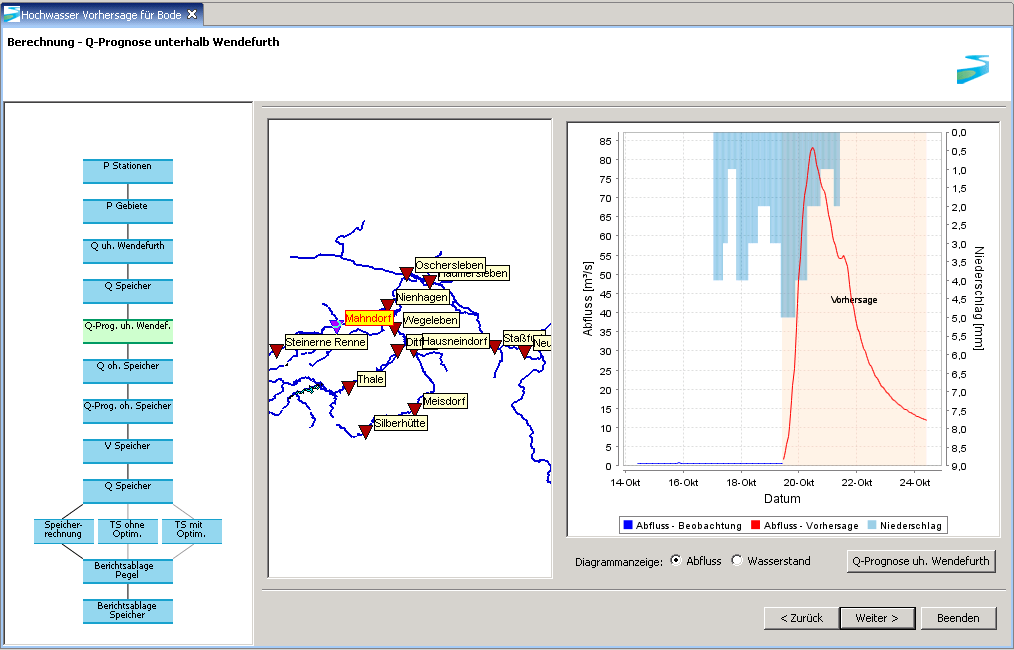 Hochwasser Vorhersage für Bode
Berechnung - Q-Prognose unterhalb Wendefurth
P Stationen
P Gebiete
Q uh. Wendefurth
Q Speicher
Q-Prog. uh. Wendef.
Q oh. Speicher
Q-Prog. oh. Speicher
V Speicher
Q Speicher
Speicher-
rechnung
TS ohne
Optim.
TS mit
Optim.
Berichtsablage
Pegel
Berichtsablage
Speicher
Oschersleben
Hadmersleben
Nienhagen
Mahndorf
Wegeleben
Steinerne Renne
Ditf
Hausneindorf
Staßfu
Neu
Thale
Meisdorf
Silberhütte
Abfluss [m³/s]
85
80
75
70
65
60
55
50
45
40
35
30
25
20
15
10
5
0
Vorhersage
0,0
0,5
1,0
1,5
2,0
2,5
3,0
3,5
4,0
4,5
5,0
5,5
6,0
6,5
7,0
7,5
8,0
8,5
9,0
Niederschlag [mm]
14-Okt 16-Okt 18-Okt 20-Okt 22-Okt 24-Okt
Datum
Abfluss - Beobachtung Abfluss - Vorhersage Niederschlag
Diagrammanzeige: Abfluss Wasserstand
Q-Prognose uh. Wendefurth
< Zurück Weiter > Beenden